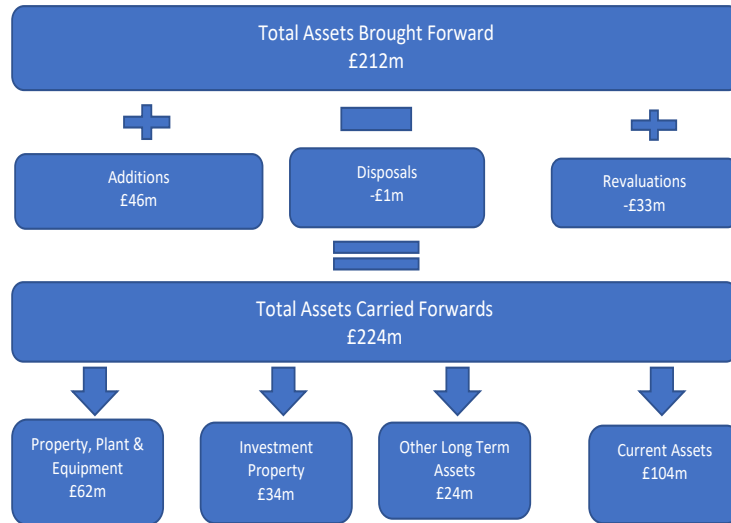 Total Assets Brought Forward
£212m
Additions
£46m
Disposals
-£1m
Revaluations
-£33m
Total Assets Carried Forwards
£224m
Property, Plant &
Equipment
£62m
Investment
Property
£34m
Other Long Term
Assets
£24m
Current Assets
£104m